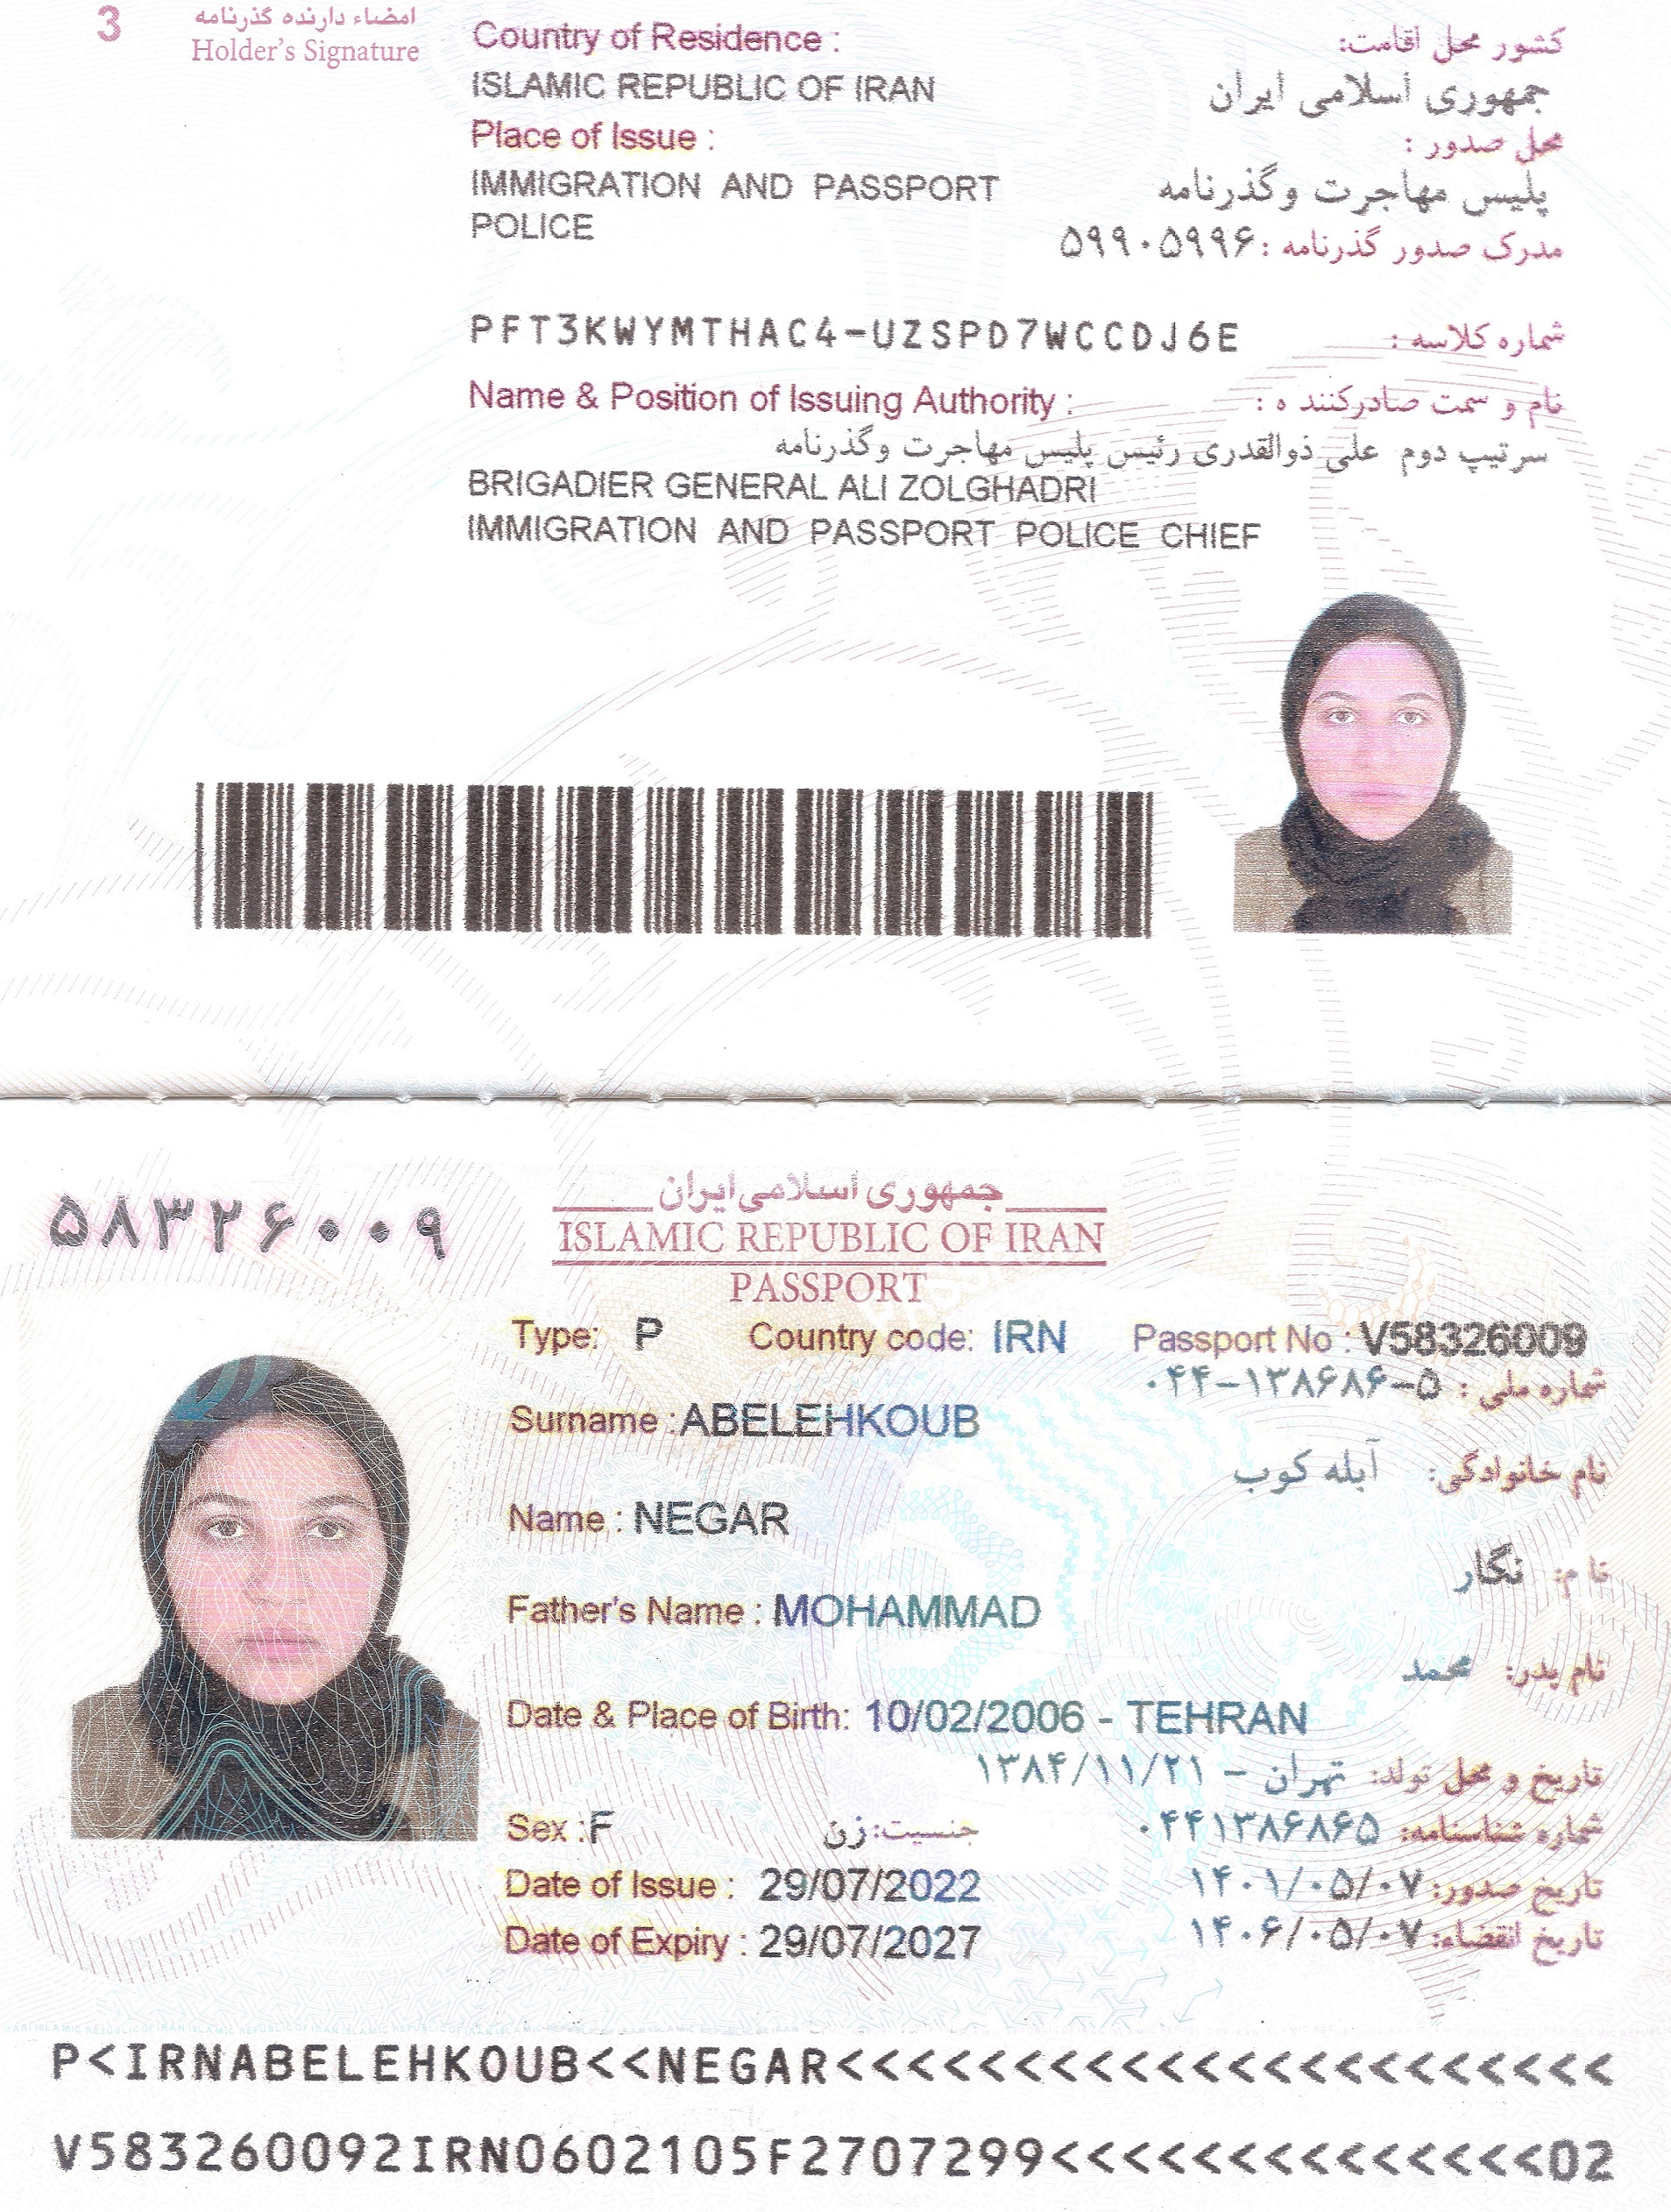 3
امضاء دارنده گذرنامه
Holder's Signature
Country of Residence :
کشور محل اقامت:
ISLAMIC REPUBLIC OF IRAN
جمهوری اسلامی ایران
Place of Issue :
محل صدور :
IMMIGRATION AND PASSPORT
POLICE
پلیس مهاجرت وگذرنامه
مدرک صدور گذرنامه : ۵۹۹۰۵۹۹۶
شماره کلاسه :
PFT3KWYMTHAC4-UZSPD7WCCDJ6E
Name & Position of Issuing Authority :
نام و سمت صادرکننده :
سرتیپ دوم علی ذوالقدری رئیس پلیس مهاجرت وگذرنامه
BRIGADIER GENERAL ALI ZOLGHADRI
IMMIGRATION AND PASSPORT POLICE CHIEF
۵۸۳۲۶۰۰۹
جمهوری اسلامی ایران
ISLAMIC REPUBLIC OF IRAN
PASSPORT
Type: P Country code: IRN Passport No : V58326009
شماره ملی : ۰۴۴-۱۳۸۶۸۶-۵
Surname : ABELEHKOUB
نام خانوادگی: آبله کوب
Name : NEGAR
نام: نگار
Father's Name : MOHAMMAD
نام پدر: محمد
Date & Place of Birth: 10/02/2006 - TEHRAN
تاریخ و محل تولد: تهران - ۱۳۸۴/۱۱/۲۱
Sex : F
جنسیت: زن
شماره شناسنامه: ۰۴۴۱۳۸۶۸۶۵
Date of Issue : 29/07/2022
تاریخ صدور: ۱۴۰۱/۰۵/۰۷
Date of Expiry : 29/07/2027
تاریخ انقضاء: ۱۴۰۶/۰۵/۰۷
P<IRNABELEHKOUB<<NEGAR<<<<<<<<<<<<<<<<<<<<<<
V583260092IRN0602105F2707299<<<<<<<<<<<<<<02